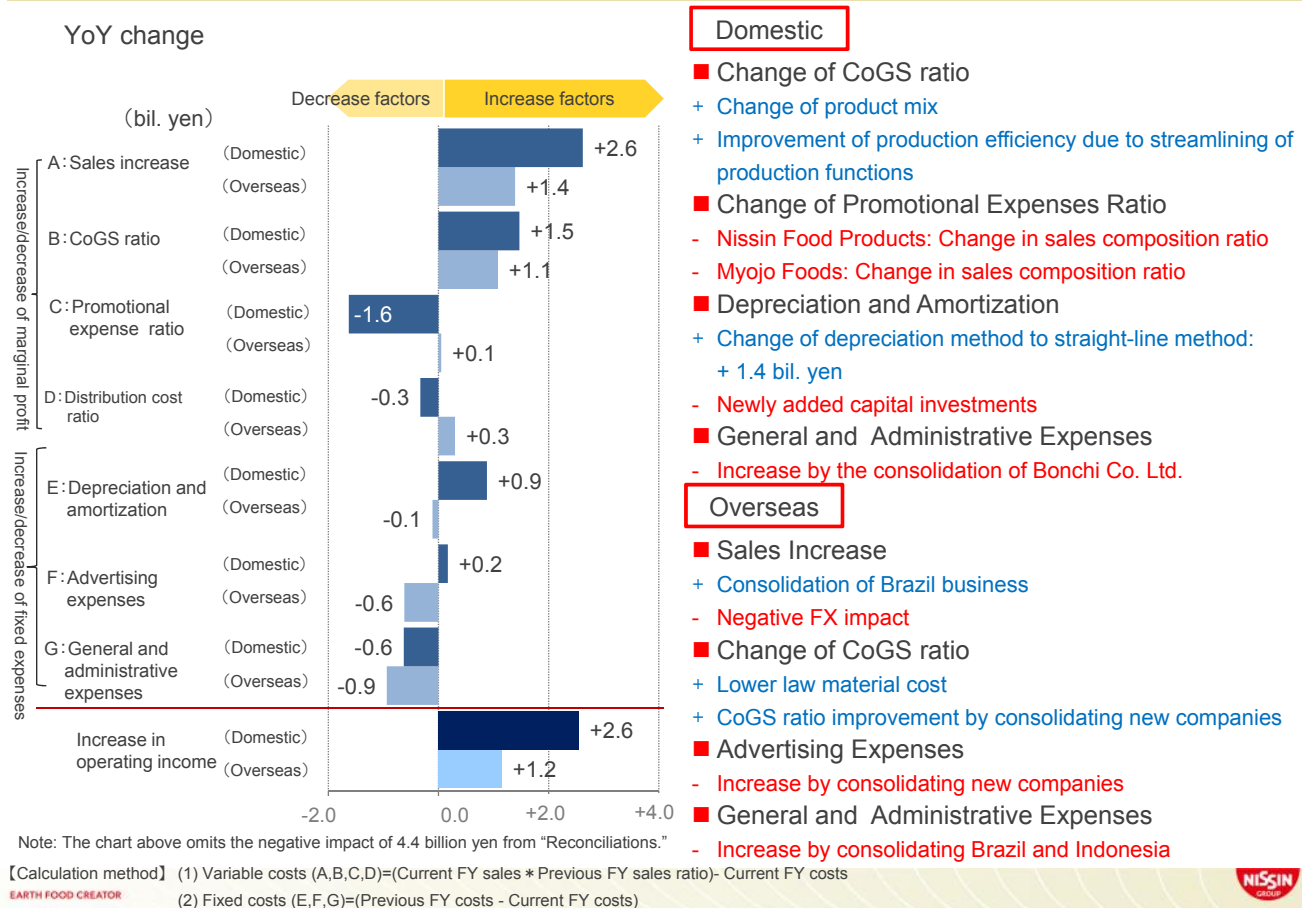 YoY change
(bil. yen)
Decrease factors
Increase factors
Increase/decrease of marginal profit
A:Sales increase
(Domestic)
+2.6
(Overseas)
+1.4
B:CoGS ratio
(Domestic)
+1.5
(Overseas)
+1.1
C:Promotional
expense ratio
(Domestic)
-1.6
(Overseas)
+0.1
D:Distribution cost
ratio
(Domestic)
-0.3
(Overseas)
+0.3
Increase/decrease of fixed expenses
E:Depreciation and
amortization
(Domestic)
+0.9
(Overseas)
-0.1
F:Advertising
expenses
(Domestic)
+0.2
(Overseas)
-0.6
G:General and
administrative
expenses
(Domestic)
-0.6
(Overseas)
-0.9
Increase in
operating income
(Domestic)
+2.6
(Overseas)
+1.2
-2.0
0.0
+2.0
+4.0
Note: The chart above omits the negative impact of 4.4 billion yen from “Reconciliations.”
Domestic
■ Change of CoGS ratio
+ Change of product mix
+ Improvement of production efficiency due to streamlining of
production functions
■ Change of Promotional Expenses Ratio
- Nissin Food Products: Change in sales composition ratio
- Myojo Foods: Change in sales composition ratio
■ Depreciation and Amortization
+ Change of depreciation method to straight-line method:
+ 1.4 bil. yen
- Newly added capital investments
■ General and Administrative Expenses
- Increase by the consolidation of Bonchi Co. Ltd.
Overseas
■ Sales Increase
+ Consolidation of Brazil business
- Negative FX impact
■ Change of CoGS ratio
+ Lower law material cost
+ CoGS ratio improvement by consolidating new companies
■ Advertising Expenses
- Increase by consolidating new companies
■ General and Administrative Expenses
- Increase by consolidating Brazil and Indonesia
【Calculation method】 (1) Variable costs (A,B,C,D)=(Current FY sales＊Previous FY sales ratio)- Current FY costs
(2) Fixed costs (E,F,G)=(Previous FY costs - Current FY costs)
EARTH FOOD CREATOR
NISSIN
GROUP